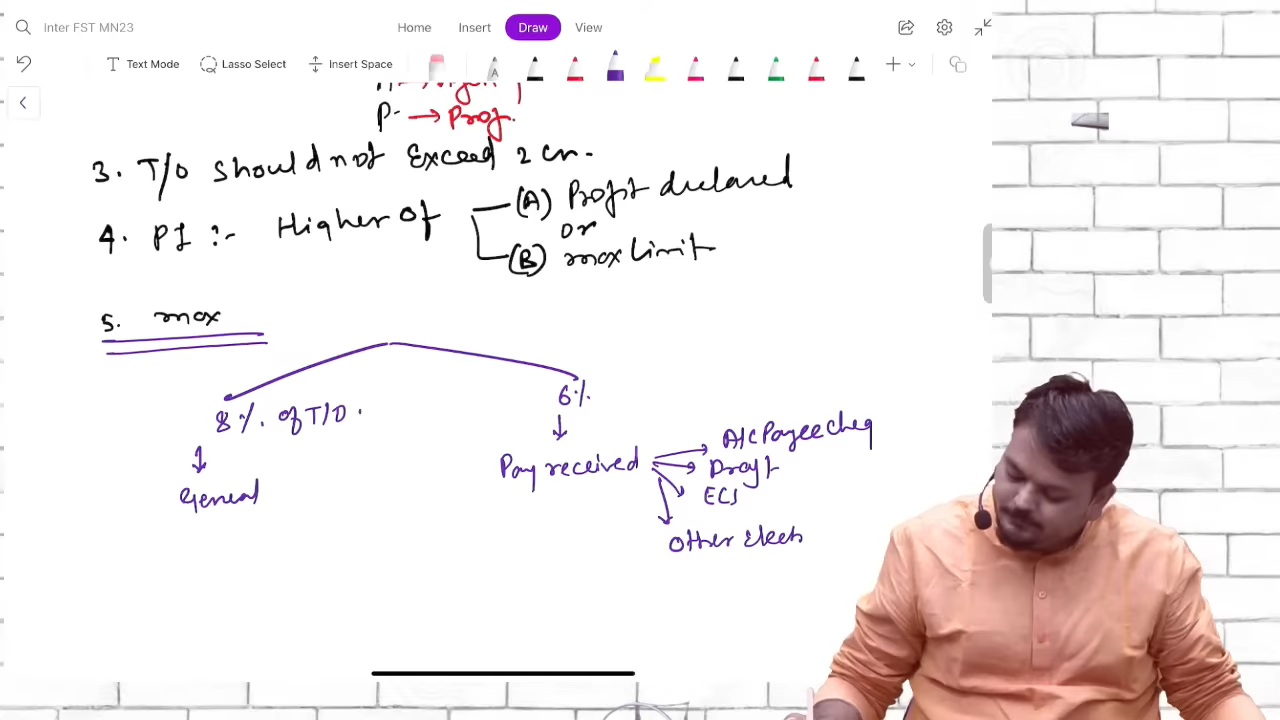 Inter FST MN23
Home Insert Draw View
Text Mode Lasso Select Insert Space
P- → Prof.
3. T/O should not Exceed 2 cr.
4. PI :- Higher of (A) Profit declared
or
(B) max limit
5. max
8%. of T/O
6%.
General
Pay received
A/c Payee cheq
Draft
ECS
Other Elect